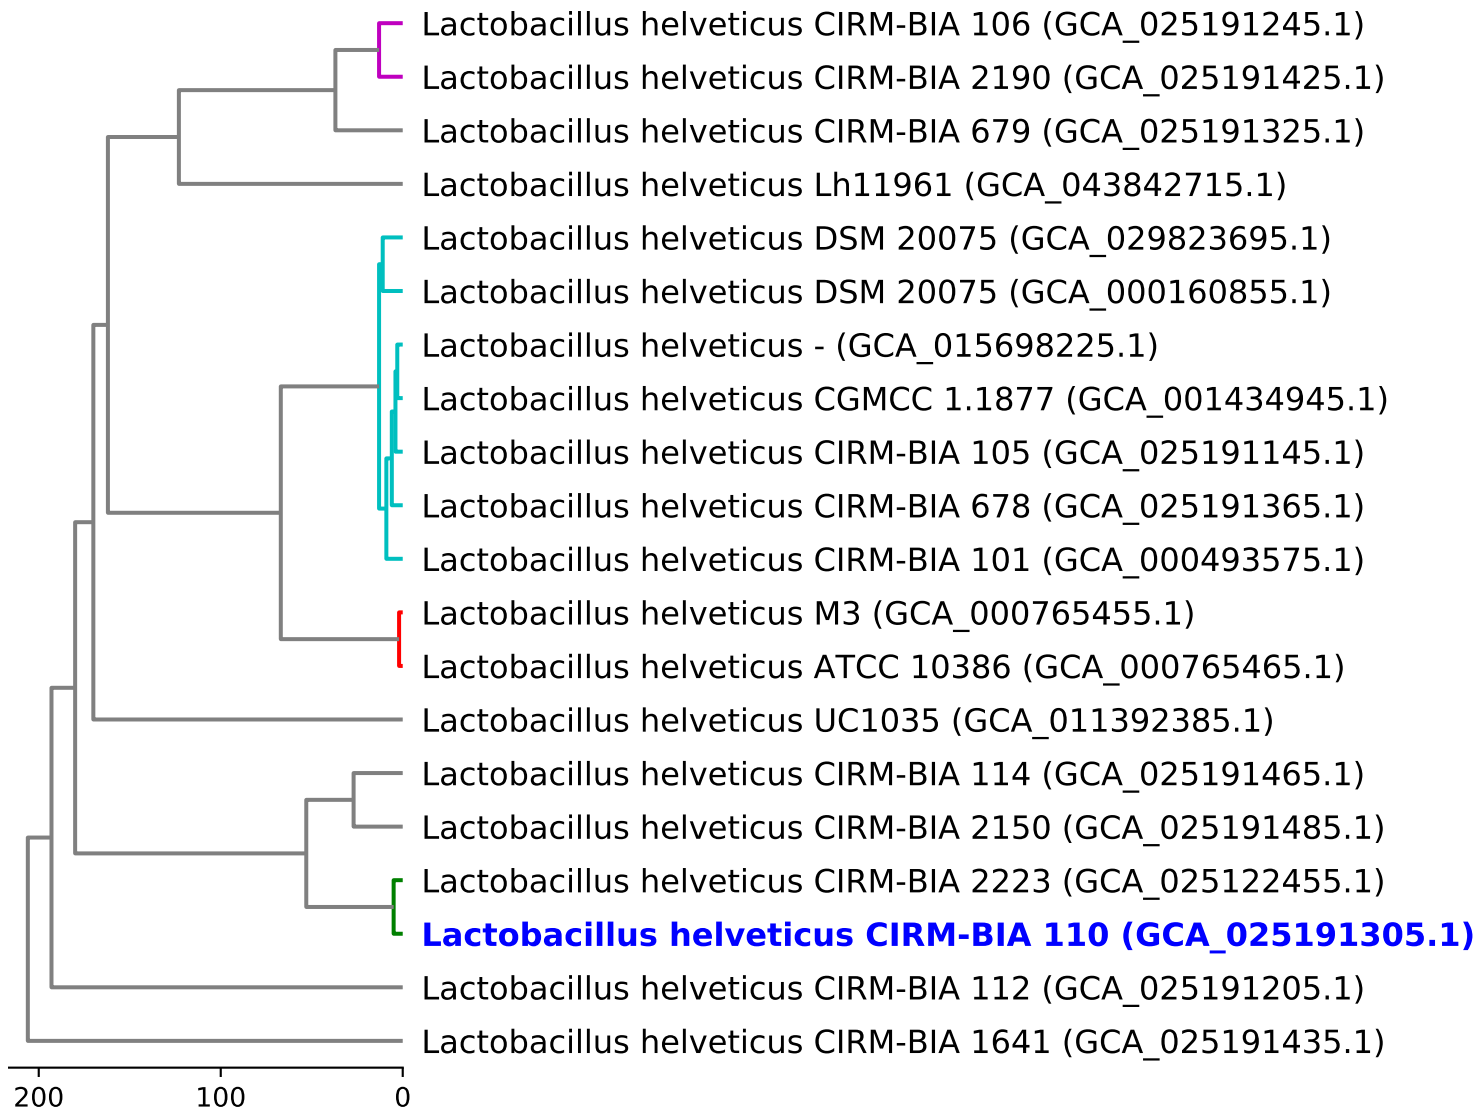 Lactobacillus helveticus CIRM-BIA 106 (GCA_025191245.1)
Lactobacillus helveticus CIRM-BIA 2190 (GCA_025191425.1)
Lactobacillus helveticus CIRM-BIA 679 (GCA_025191325.1)
Lactobacillus helveticus Lh11961 (GCA_043842715.1)
Lactobacillus helveticus DSM 20075 (GCA_029823695.1)
Lactobacillus helveticus DSM 20075 (GCA_000160855.1)
Lactobacillus helveticus - (GCA_015698225.1)
Lactobacillus helveticus CGMCC 1.1877 (GCA_001434945.1)
Lactobacillus helveticus CIRM-BIA 105 (GCA_025191145.1)
Lactobacillus helveticus CIRM-BIA 678 (GCA_025191365.1)
Lactobacillus helveticus CIRM-BIA 101 (GCA_000493575.1)
Lactobacillus helveticus M3 (GCA_000765455.1)
Lactobacillus helveticus ATCC 10386 (GCA_000765465.1)
Lactobacillus helveticus UC1035 (GCA_011392385.1)
Lactobacillus helveticus CIRM-BIA 114 (GCA_025191465.1)
Lactobacillus helveticus CIRM-BIA 2150 (GCA_025191485.1)
Lactobacillus helveticus CIRM-BIA 2223 (GCA_025122455.1)
Lactobacillus helveticus CIRM-BIA 110 (GCA_025191305.1)
Lactobacillus helveticus CIRM-BIA 112 (GCA_025191205.1)
Lactobacillus helveticus CIRM-BIA 1641 (GCA_025191435.1)
200 100 0